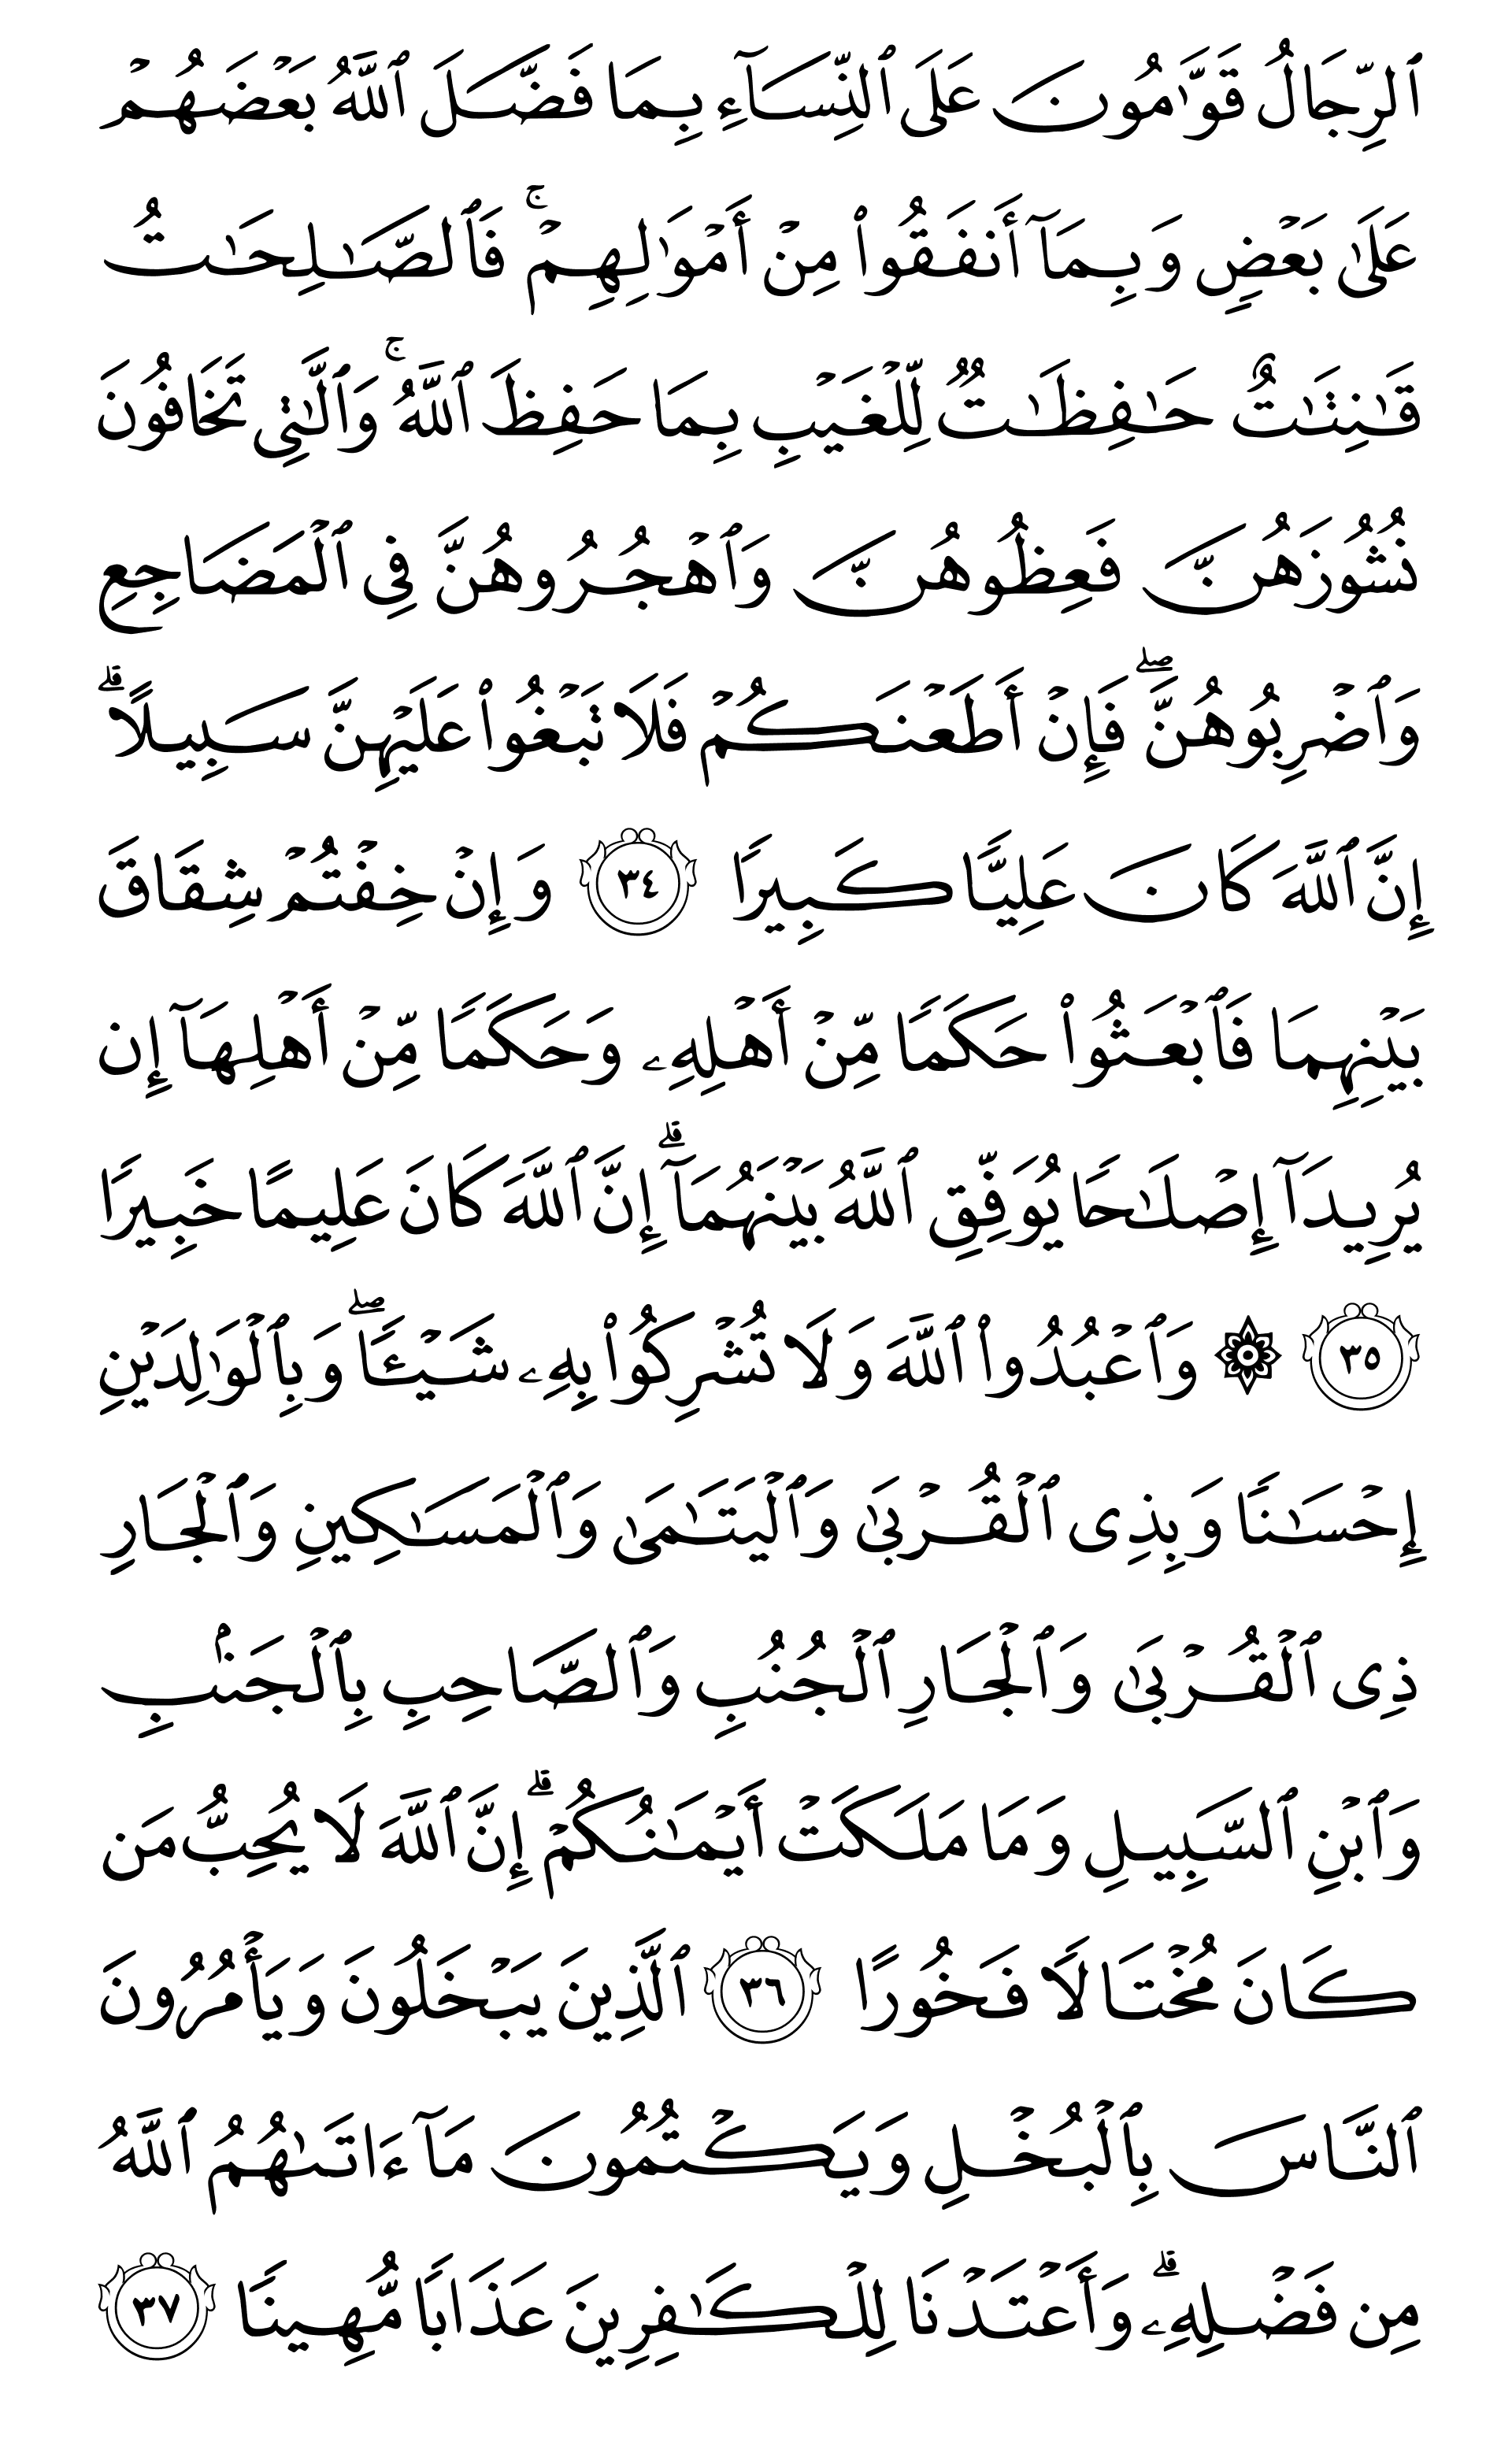 ٱلرِّجَالُ قَوَّٰمُونَ عَلَى ٱلنِّسَآءِ بِمَا فَضَّلَ ٱللَّهُ بَعۡضَهُمۡ
عَلَىٰ بَعۡضٖ وَبِمَآ أَنفَقُواْ مِنۡ أَمۡوَٰلِهِمۡۚ فَٱلصَّٰلِحَٰتُ
قَٰنِتَٰتٌ حَٰفِظَٰتٞ لِّلۡغَيۡبِ بِمَا حَفِظَ ٱللَّهُۚ وَٱلَّٰتِي تَخَافُونَ
نُشُوزَهُنَّ فَعِظُوهُنَّ وَٱهۡجُرُوهُنَّ فِي ٱلۡمَضَاجِعِ
وَٱضۡرِبُوهُنَّۖ فَإِنۡ أَطَعۡنَكُمۡ فَلَا تَبۡغُواْ عَلَيۡهِنَّ سَبِيلًاۗ
إِنَّ ٱللَّهَ كَانَ عَلِيّٗا كَبِيرٗا ٣٤ وَإِنۡ خِفۡتُمۡ شِقَاقَ
بَيۡنِهِمَا فَٱبۡعَثُواْ حَكَمٗا مِّنۡ أَهۡلِهِۦ وَحَكَمٗا مِّنۡ أَهۡلِهَآ إِن
يُرِيدَآ إِصۡلَٰحٗا يُوَفِّقِ ٱللَّهُ بَيۡنَهُمَآۗ إِنَّ ٱللَّهَ كَانَ عَلِيمًا خَبِيرٗا
٣٥ ۞ وَٱعۡبُدُواْ ٱللَّهَ وَلَا تُشۡرِكُواْ بِهِۦ شَيۡـٔٗاۖ وَبِٱلۡوَٰلِدَيۡنِ
إِحۡسَٰنٗا وَبِذِي ٱلۡقُرۡبَىٰ وَٱلۡيَتَٰمَىٰ وَٱلۡمَسَٰكِينِ وَٱلۡجَارِ
ذِي ٱلۡقُرۡبَىٰ وَٱلۡجَارِ ٱلۡجُنُبِ وَٱلصَّاحِبِ بِٱلۡجَنۢبِ
وَٱبۡنِ ٱلسَّبِيلِ وَمَا مَلَكَتۡ أَيۡمَٰنُكُمۡۗ إِنَّ ٱللَّهَ لَا يُحِبُّ مَن
كَانَ مُخۡتَالٗا فَخُورًا ٣٦ ٱلَّذِينَ يَبۡخَلُونَ وَيَأۡمُرُونَ
ٱلنَّاسَ بِٱلۡبُخۡلِ وَيَكۡتُمُونَ مَآ ءَاتَىٰهُمُ ٱللَّهُ
مِن فَضۡلِهِۦۗ وَأَعۡتَدۡنَا لِلۡكَٰفِرِينَ عَذَابٗا مُّهِينٗا ٣٧